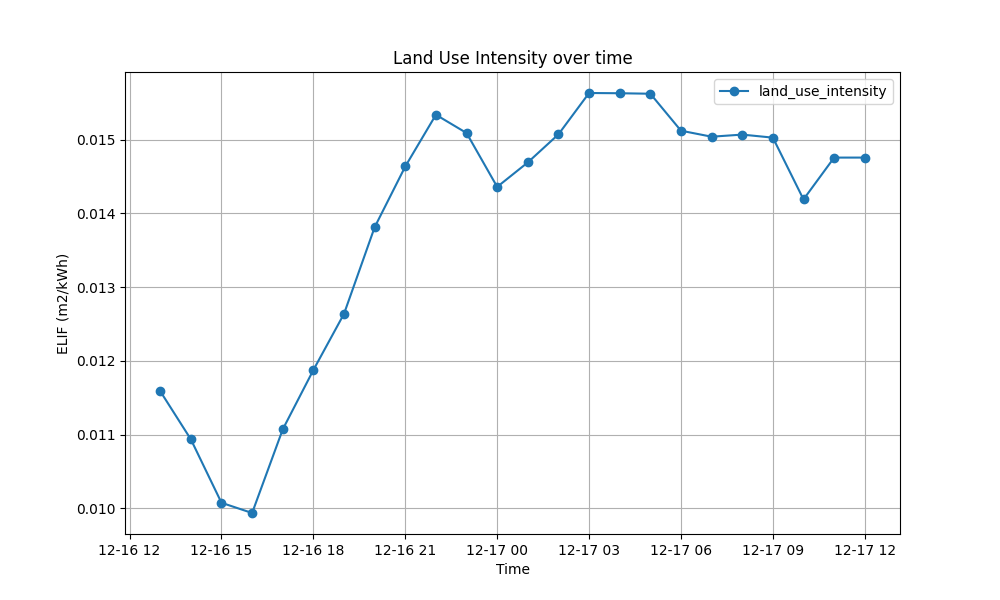 Land Use Intensity over time
land_use_intensity
ELIF (m2/kWh)
0.015
0.014
0.013
0.012
0.011
0.010
12-16 12 12-16 15 12-16 18 12-16 21 12-17 00 12-17 03 12-17 06 12-17 09 12-17 12
Time